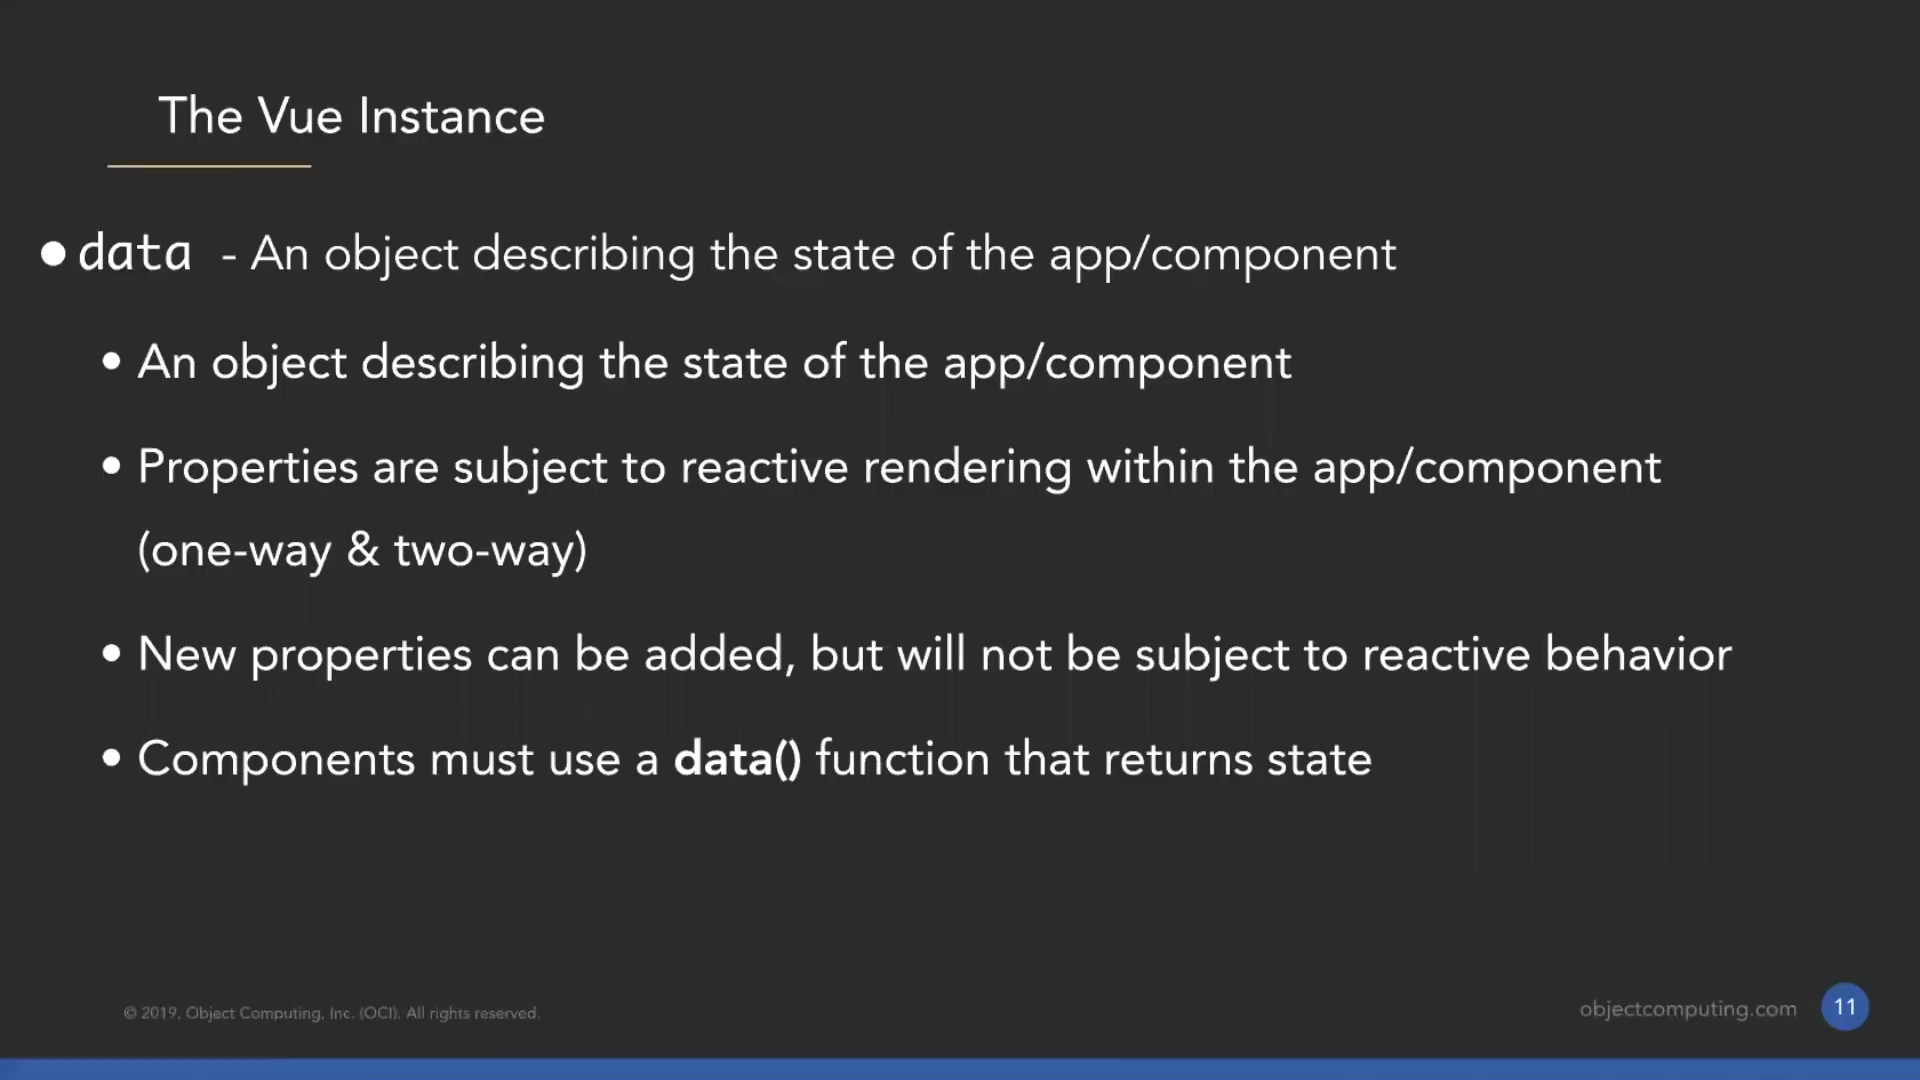 The Vue Instance
• data - An object describing the state of the app/component
• An object describing the state of the app/component
• Properties are subject to reactive rendering within the app/component
(one-way & two-way)
• New properties can be added, but will not be subject to reactive behavior
• Components must use a data() function that returns state
© 2019, Object Computing, Inc. (OCI). All rights reserved.
objectcomputing.com 11